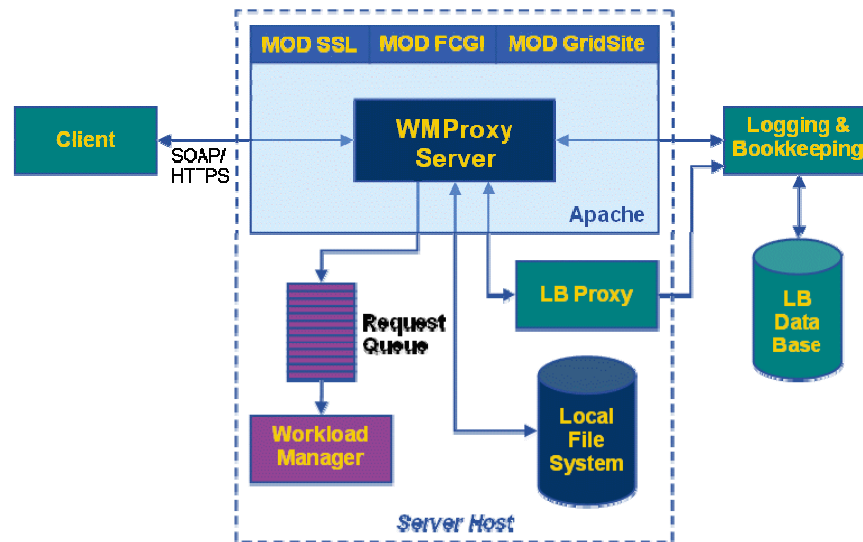 MOD SSL MOD FCGI MOD GridSite
Client
SOAP/
HTTPS
WMProxy
Server
Logging &
Bookkeeping
Apache
LB Proxy
LB
Data
Base
Request
Queue
Workload
Manager
Local
File
System
Server Host